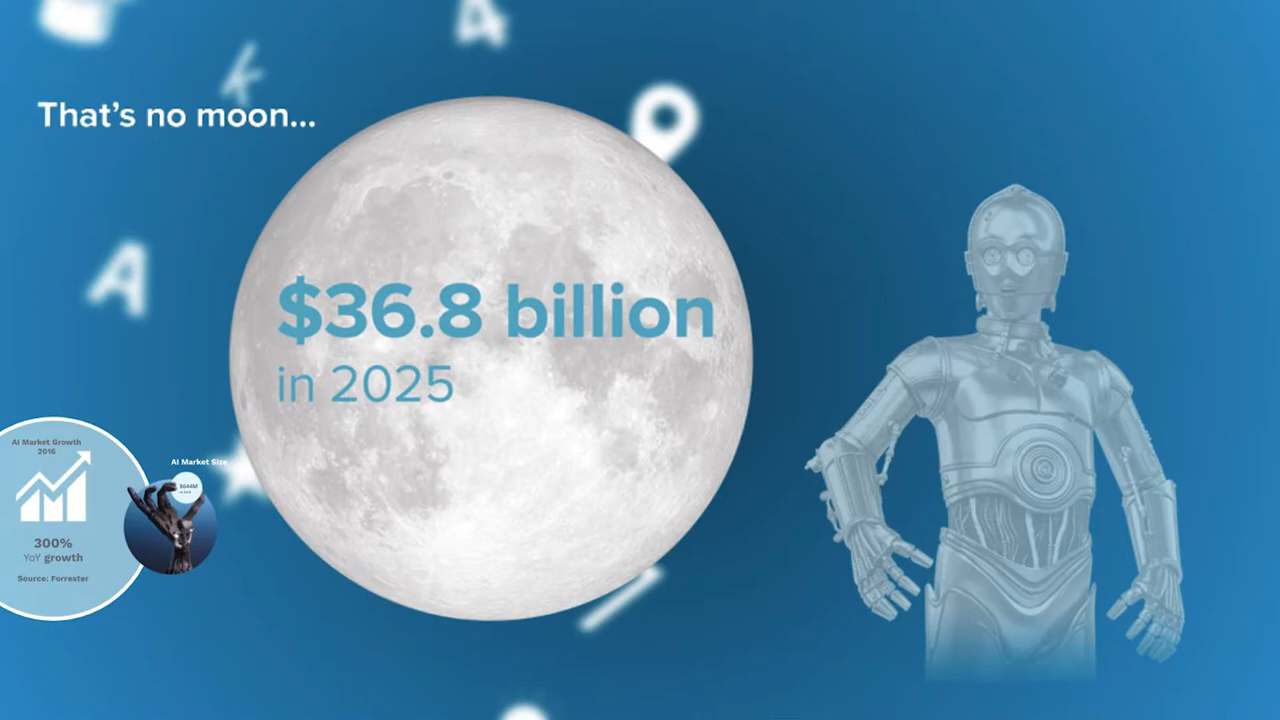 That's no moon...
$36.8 billion
in 2025
AI Market Growth
2016
300%
YoY growth
Source: Forrester
AI Market Size
$644M
k
A
A